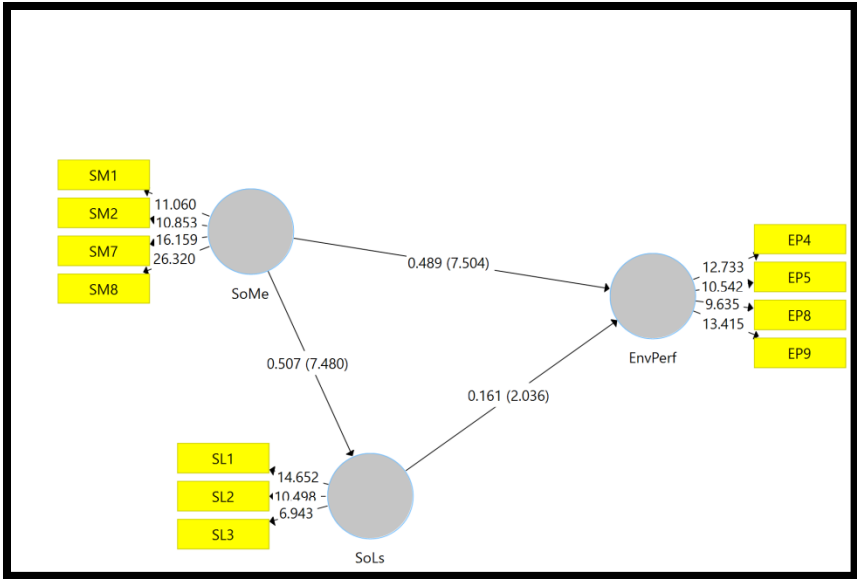 SM1
SM2
SM7
SM8
11.060
10.853
16.159
26.320
SoMe
0.489 (7.504)
0.507 (7.480)
0.161 (2.036)
12.733
10.542
9.635
13.415
EP4
EP5
EP8
EP9
EnvPerf
SL1
SL2
SL3
14.652
10.498
6.943
SoLs